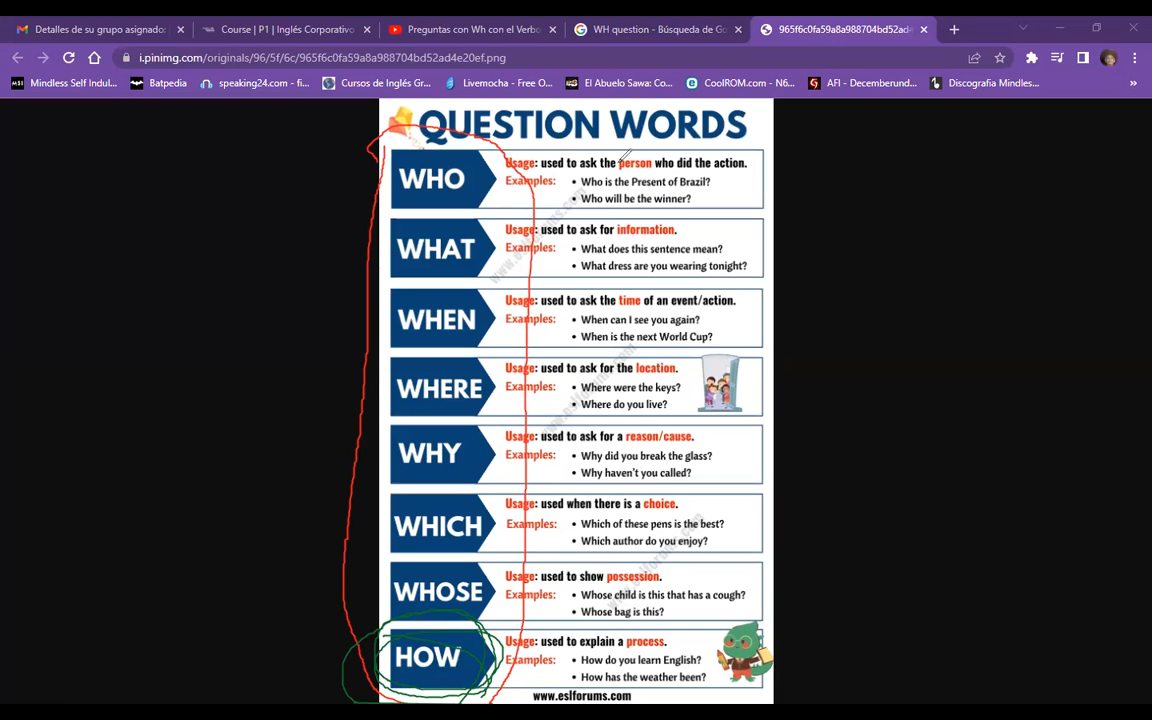 Detalles de su grupo asignado:
Course | P1 | Inglés Corporativo
Preguntas con Wh con el Verbo
WH question - Búsqueda de Go
965f6c0fa59a8a988704bd52ad4e
i.pinimg.com/originals/96/5f/6c/965f6c0fa59a8a988704bd52ad4e20ef.png
Mindless Self Indul...
Batpedia
speaking24.com - fi...
Cursos de Inglés Gr...
Livemocha - Free O...
El Abuelo Sawa: Co...
CoolROM.com - N6...
AFI - Decemberund...
Discografia Mindles...
QUESTION WORDS
WHO
Usage: used to ask the person who did the action.
Examples: • Who is the Present of Brazil?
• Who will be the winner?
WHAT
Usage: used to ask for information.
Examples: • What does this sentence mean?
• What dress are you wearing tonight?
WHEN
Usage: used to ask the time of an event/action.
Examples: • When can I see you again?
• When is the next World Cup?
WHERE
Usage: used to ask for the location.
Examples: • Where were the keys?
• Where do you live?
WHY
Usage: used to ask for a reason/cause.
Examples: • Why did you break the glass?
• Why haven't you called?
WHICH
Usage: used when there is a choice.
Examples: • Which of these pens is the best?
• Which author do you enjoy?
WHOSE
Usage: used to show possession.
Examples: • Whose child is this that has a cough?
• Whose bag is this?
HOW
Usage: used to explain a process.
Examples: • How do you learn English?
• How has the weather been?
www.eslforums.com
www.eslforums.com
www.eslforums.com
www.eslforums.com